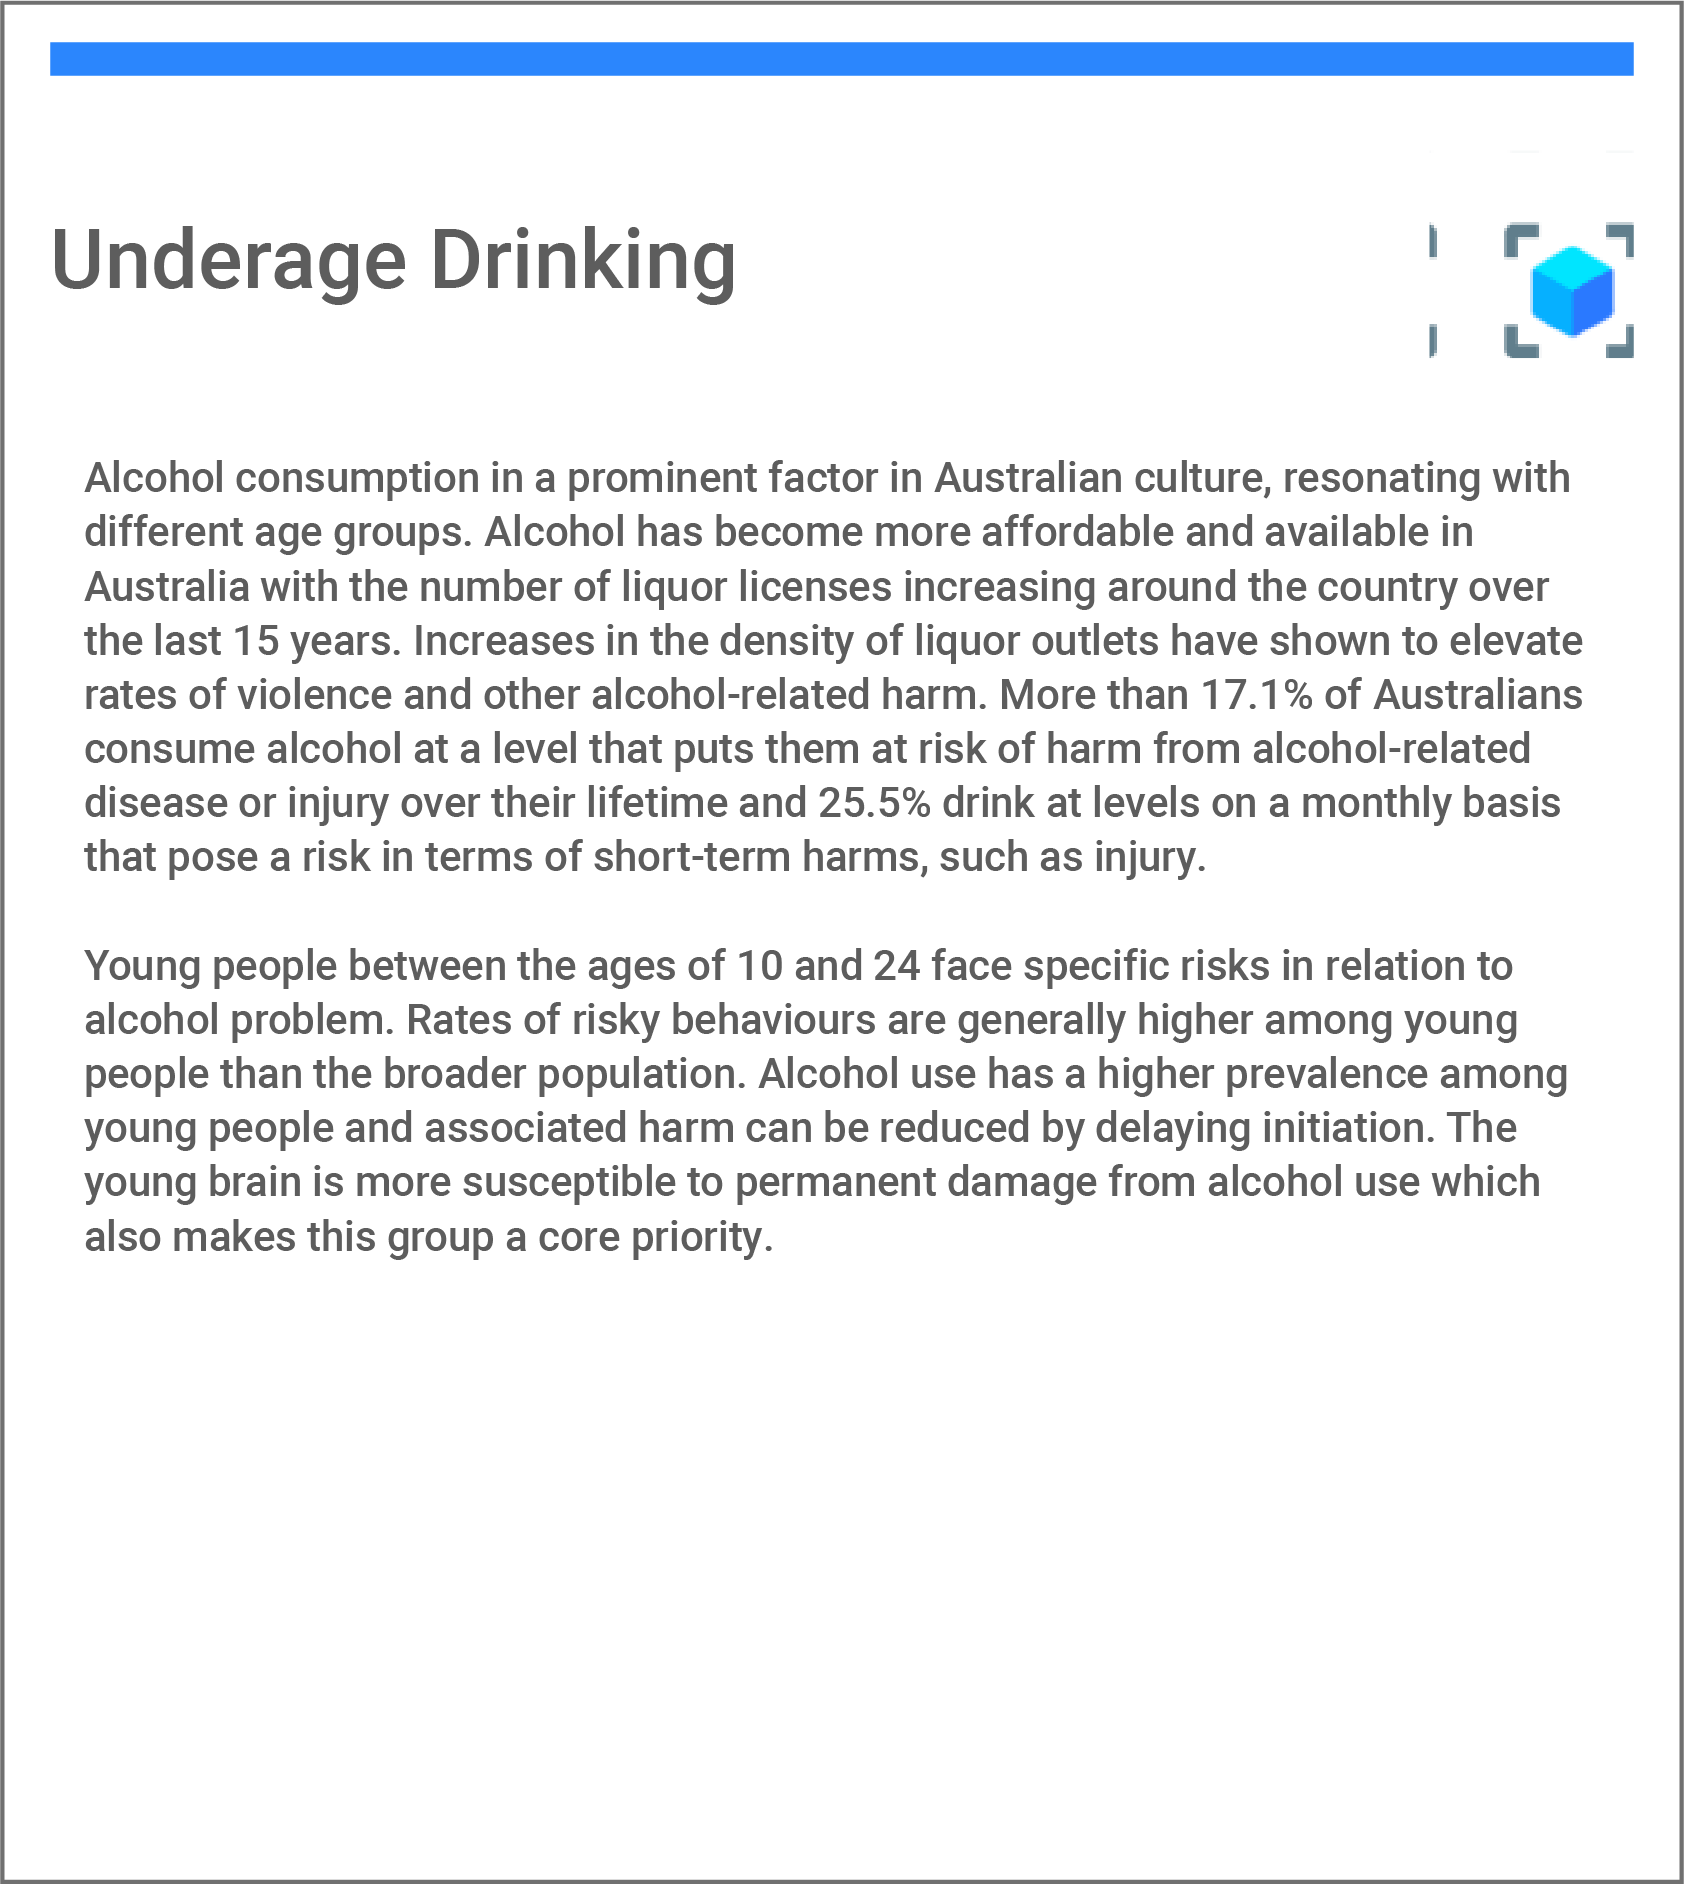 Underage Drinking
Alcohol consumption in a prominent factor in Australian culture, resonating with
different age groups. Alcohol has become more affordable and available in
Australia with the number of liquor licenses increasing around the country over
the last 15 years. Increases in the density of liquor outlets have shown to elevate
rates of violence and other alcohol-related harm. More than 17.1% of Australians
consume alcohol at a level that puts them at risk of harm from alcohol-related
disease or injury over their lifetime and 25.5% drink at levels on a monthly basis
that pose a risk in terms of short-term harms, such as injury.
Young people between the ages of 10 and 24 face specific risks in relation to
alcohol problem. Rates of risky behaviours are generally higher among young
people than the broader population. Alcohol use has a higher prevalence among
young people and associated harm can be reduced by delaying initiation. The
young brain is more susceptible to permanent damage from alcohol use which
also makes this group a core priority.